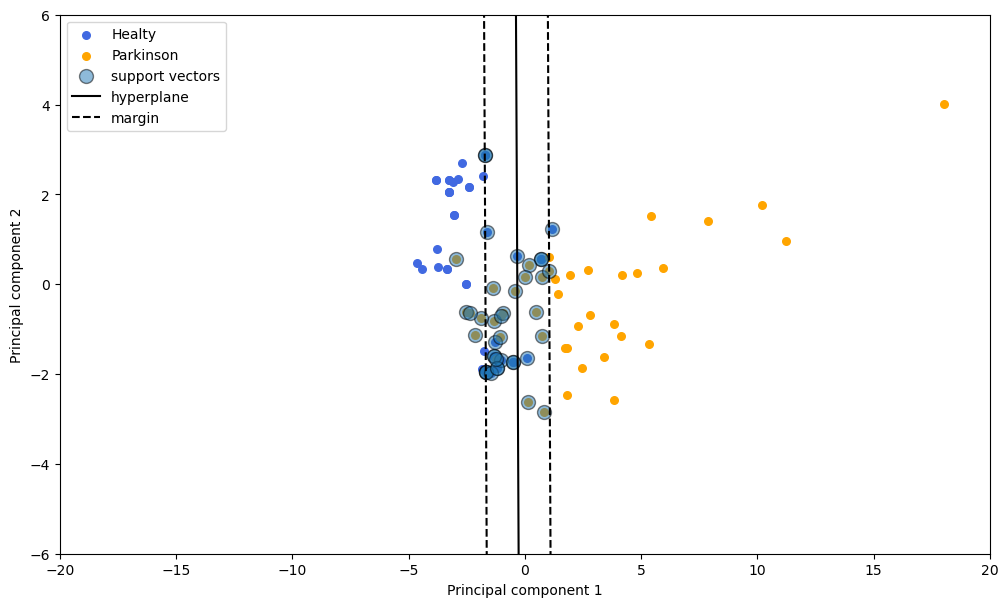 Healty
Parkinson
support vectors
hyperplane
margin
6
4
2
0
−2
−4
−6
Principal component 2
−20
−15
−10
−5
0
5
10
15
20
Principal component 1